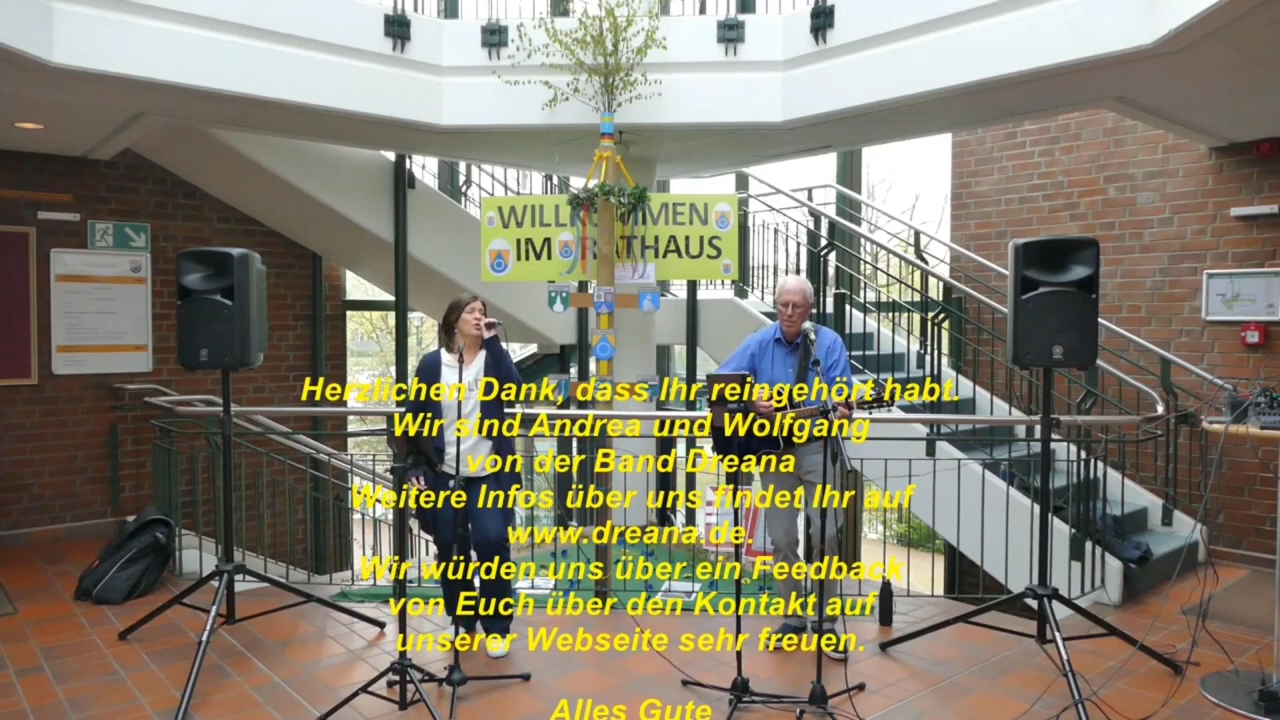 WILLKOMMEN
IM RATHAUS
Herzlichen Dank, dass Ihr reingehört habt.
Wir sind Andrea und Wolfgang
von der Band Dreana
Weitere Infos über uns findet Ihr auf
www.dreana.de.
Wir würden uns über ein Feedback
von Euch über den Kontakt auf
unserer Webseite sehr freuen.
Alles Gute